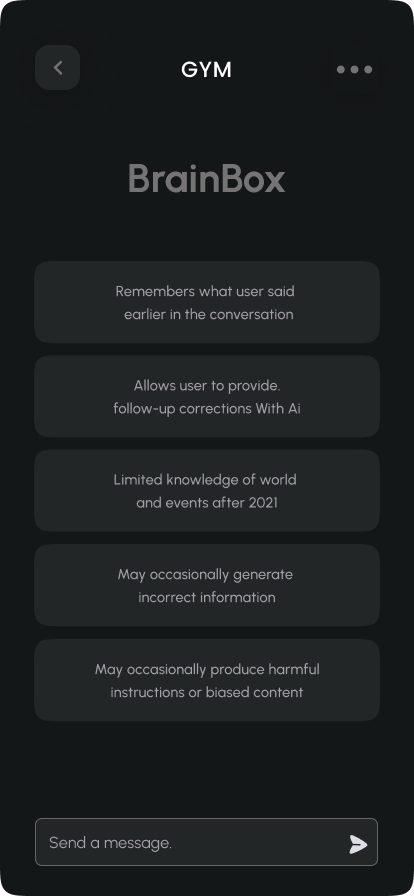 GYM
BrainBox
Remembers what user said
earlier in the conversation
Allows user to provide.
follow-up corrections With Ai
Limited knowledge of world
and events after 2021
May occasionally generate
incorrect information
May occasionally produce harmful
instructions or biased content
Send a message.